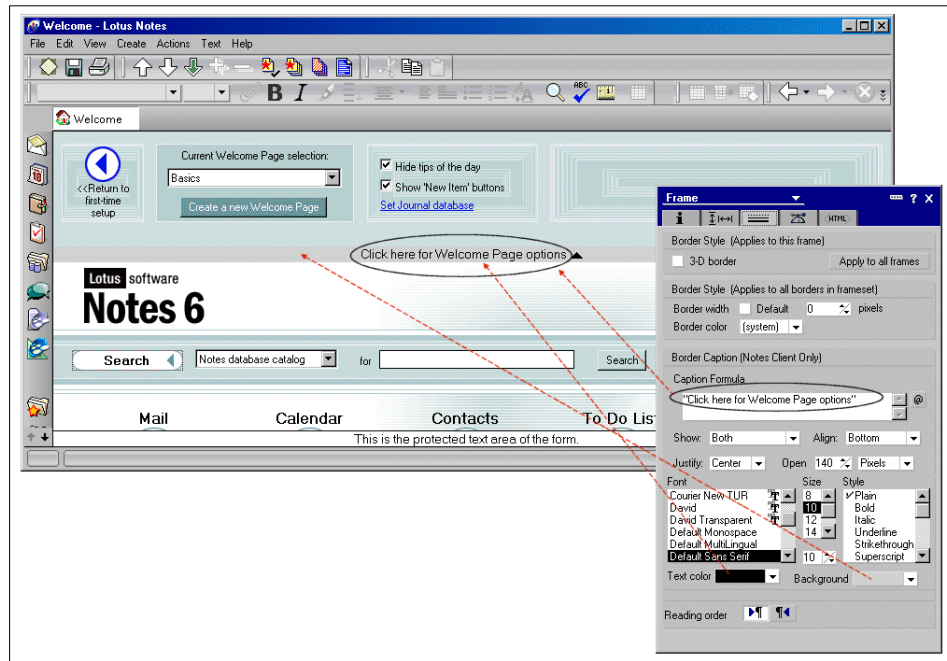 Welcome - Lotus Notes
File Edit View Create Actions Text Help
B I
ABC
Welcome
Current Welcome Page selection:
Basics
Create a new Welcome Page
<<Return to
first-time
setup
Hide tips of the day
Show 'New Item' buttons
Set Journal database
Click here for Welcome Page options
Lotus software
Notes 6
Search
Notes database catalog
for
Search
Mail Calendar Contacts To Do Lis
This is the protected text area of the form.
Frame
? X
i
HTML
Border Style (Applies to this frame)
3-D border
Apply to all frames
Border Style (Applies to all borders in frameset)
Border width Default 0 pixels
Border color (system)
Border Caption (Notes Client Only)
Caption Formula
"Click here for Welcome Page options"
@
Show: Both Align: Bottom
Justify: Center Open 140 Pixels
Font Size Style
Courier New TUR 8 Plain
David 10 Bold
David Transparent 12 Italic
Default Monospace 14 Underline
Default MultiLingual Strikethrough
Default Sans Serif 10 Superscript
Text color Background
Reading order